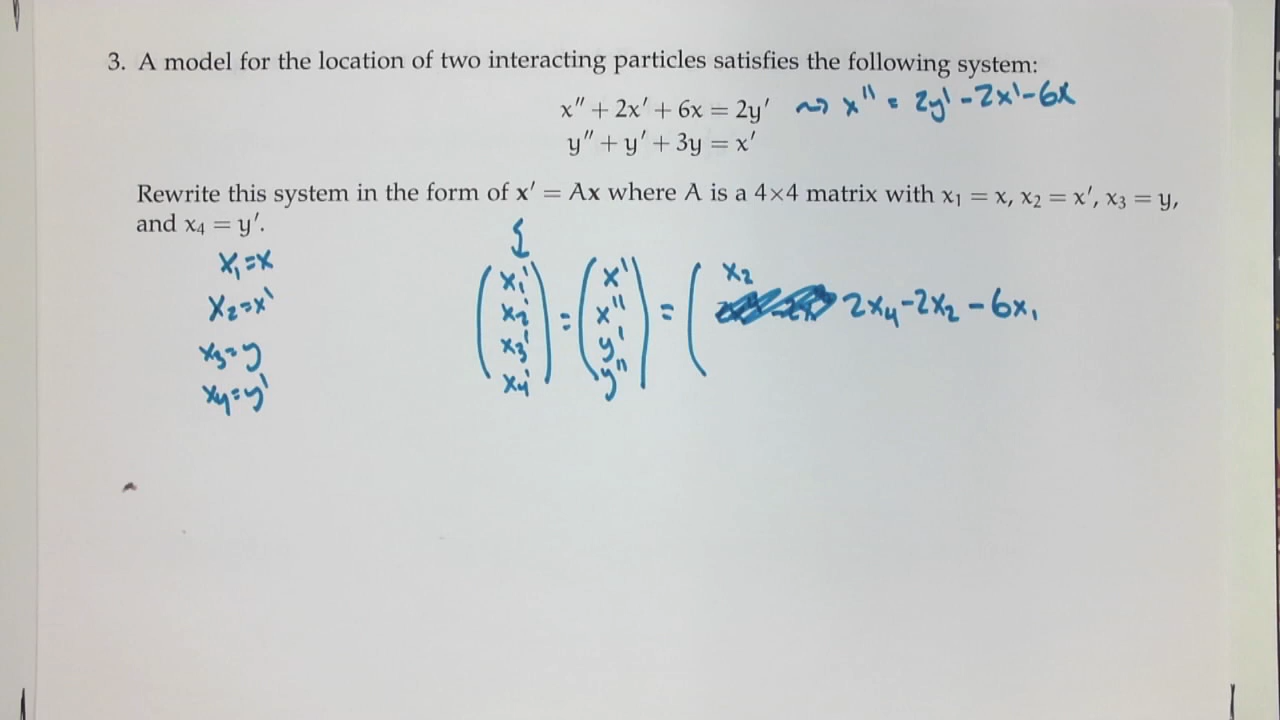 3. A model for the location of two interacting particles satisfies the following system:
x″ + 2x′ + 6x = 2y′ ⇝ x″ = 2y′ - 2x′ - 6x
y″ + y′ + 3y = x′
Rewrite this system in the form of x′ = Ax where A is a 4×4 matrix with x₁ = x, x₂ = x′, x₃ = y,
and x₄ = y′.
x₁ = x
x₂ = x′
x₃ = y
x₄ = y′
( x₁′ ) = ( x′ ) = ( x₂
x₂′ x″ 2x₄ - 2x₂ - 6x₁
x₃′ y′
x₄′ y″